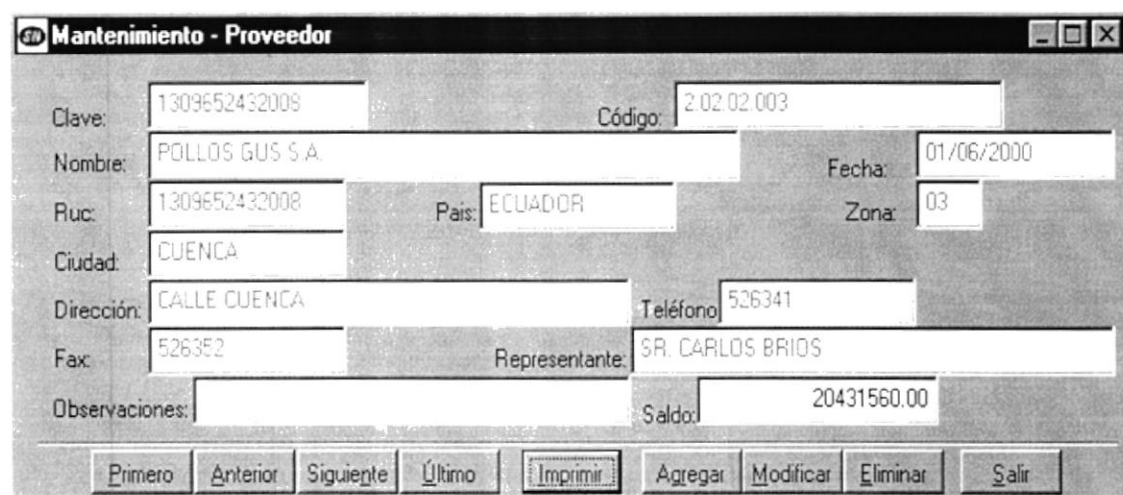 Mantenimiento - Proveedor
Clave: 1309652432008 Código: 2.02.02.003
Nombre: POLLOS GUS S.A. Fecha: 01/06/2000
Ruc: 1309652432008 País: ECUADOR Zona: 03
Ciudad: CUENCA
Dirección: CALLE CUENCA Teléfono 526341
Fax: 526352 Representante: SR. CARLOS BRIOS
Observaciones: Saldo: 20431560.00
Primero Anterior Siguiente Último Imprimir Agregar Modificar Eliminar Salir